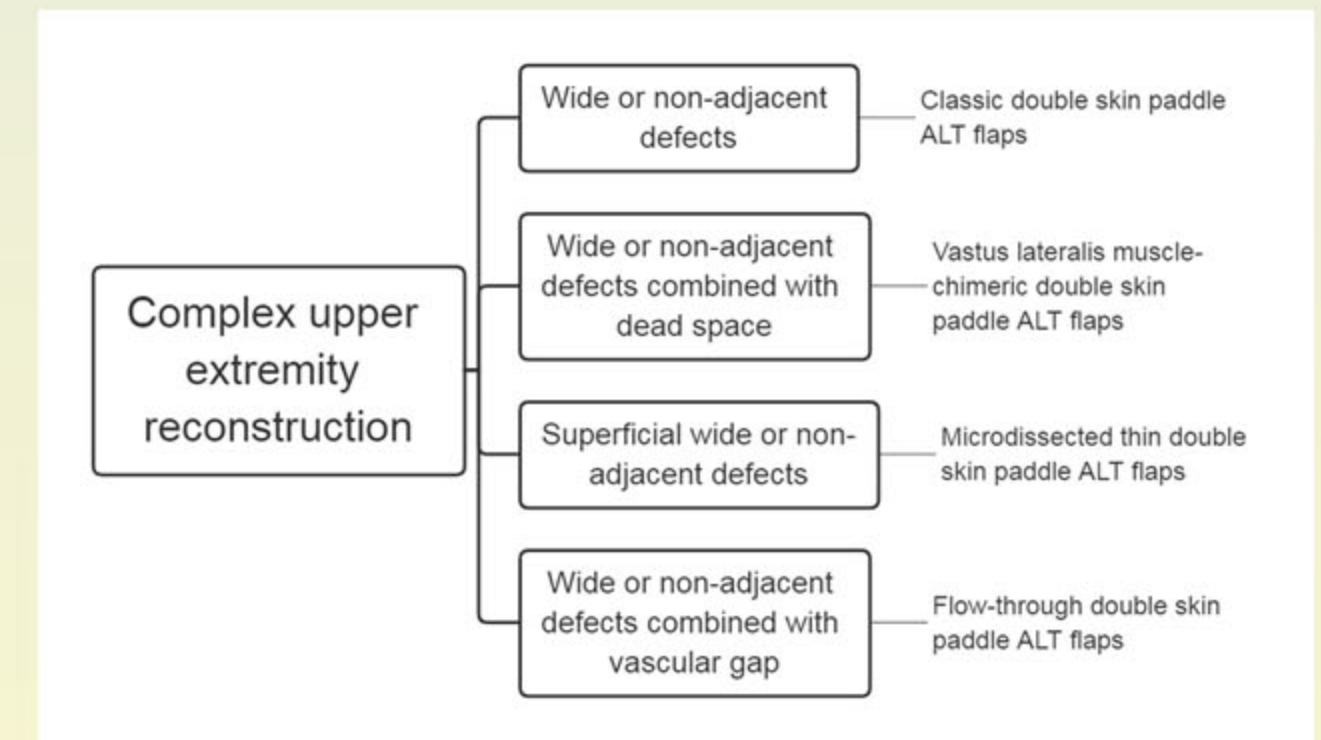 Complex upper
extremity
reconstruction
Wide or non-adjacent
defects
Classic double skin paddle
ALT flaps
Wide or non-adjacent
defects combined with
dead space
Vastus lateralis muscle-
chimeric double skin
paddle ALT flaps
Superficial wide or non-
adjacent defects
Microdissected thin double
skin paddle ALT flaps
Wide or non-adjacent
defects combined with
vascular gap
Flow-through double skin
paddle ALT flaps